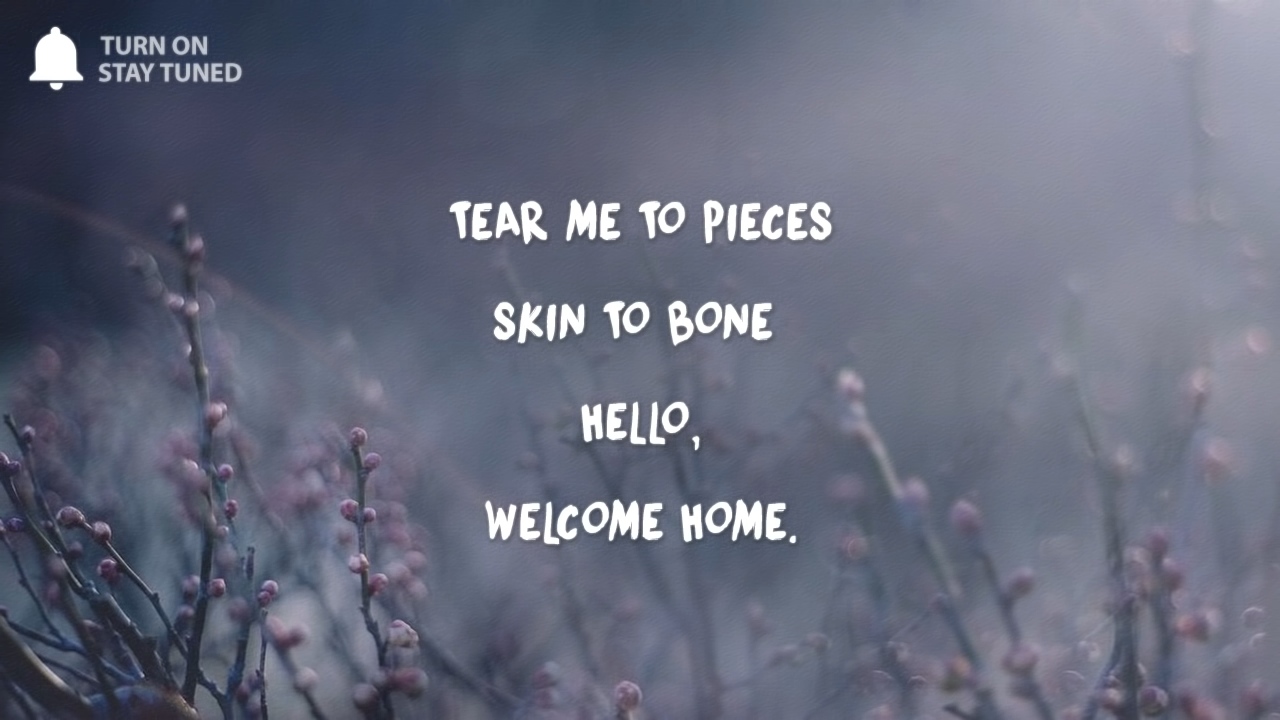 TURN ON
STAY TUNED
TEAR ME TO PIECES
SKIN TO BONE
HELLO,
WELCOME HOME.